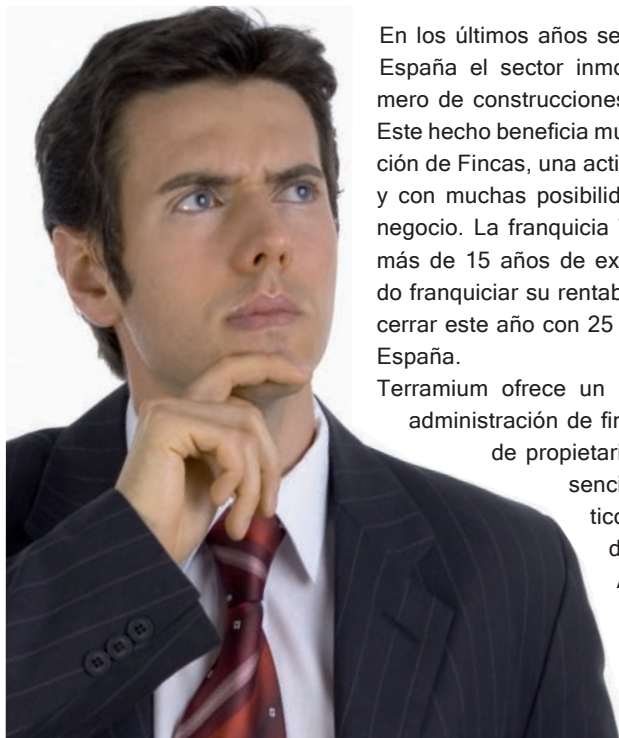 En los últimos años se
España el sector inmo
mero de construcciones
Este hecho beneficia mu
ción de Fincas, una acti
y con muchas posibilid
negocio. La franquicia
más de 15 años de ex
do franquiciar su rentab
cerrar este año con 25
España.
Terramium ofrece un
administración de fin
de propietari
senci
tico
d